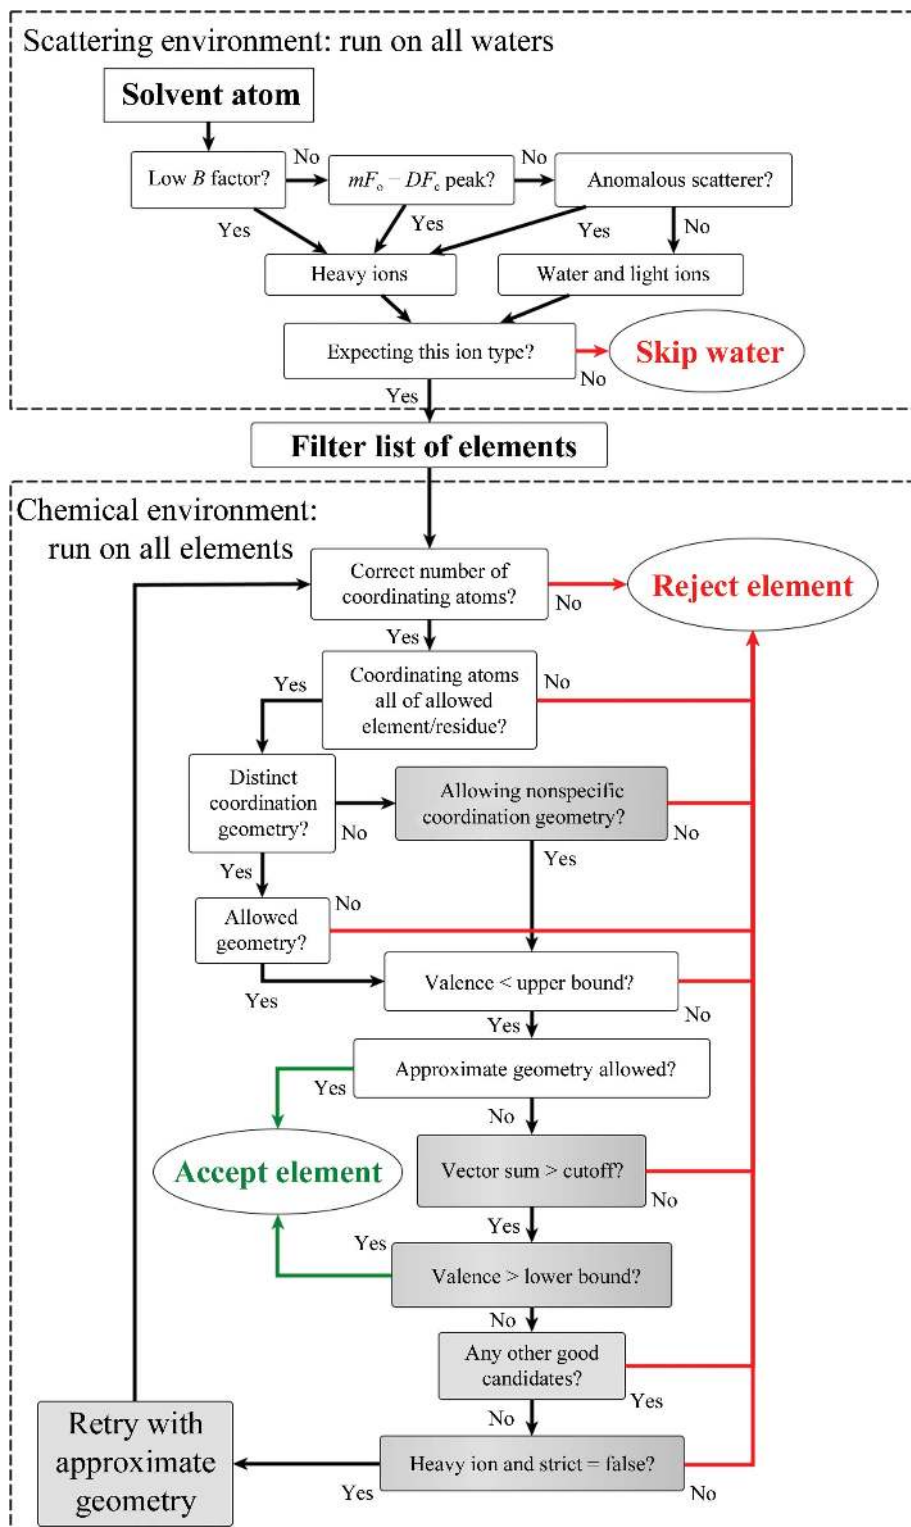 Scattering environment: run on all waters
Solvent atom
Low B factor?
No
mFo − DFc peak?
No
Anomalous scatterer?
Yes
Yes
Yes
No
Heavy ions
Water and light ions
Expecting this ion type?
No
Skip water
Yes
Filter list of elements
Chemical environment:
run on all elements
Correct number of
coordinating atoms?
No
Reject element
Yes
Coordinating atoms
all of allowed
element/residue?
Yes
No
Distinct
coordination
geometry?
No
Allowing nonspecific
coordination geometry?
No
Yes
Yes
Allowed
geometry?
No
Yes
Valence < upper bound?
No
Yes
Approximate geometry allowed?
Yes
No
Accept element
Vector sum > cutoff?
No
Yes
Yes
Valence > lower bound?
No
Any other good
candidates?
Yes
No
Retry with
approximate
geometry
Heavy ion and strict = false?
Yes
No